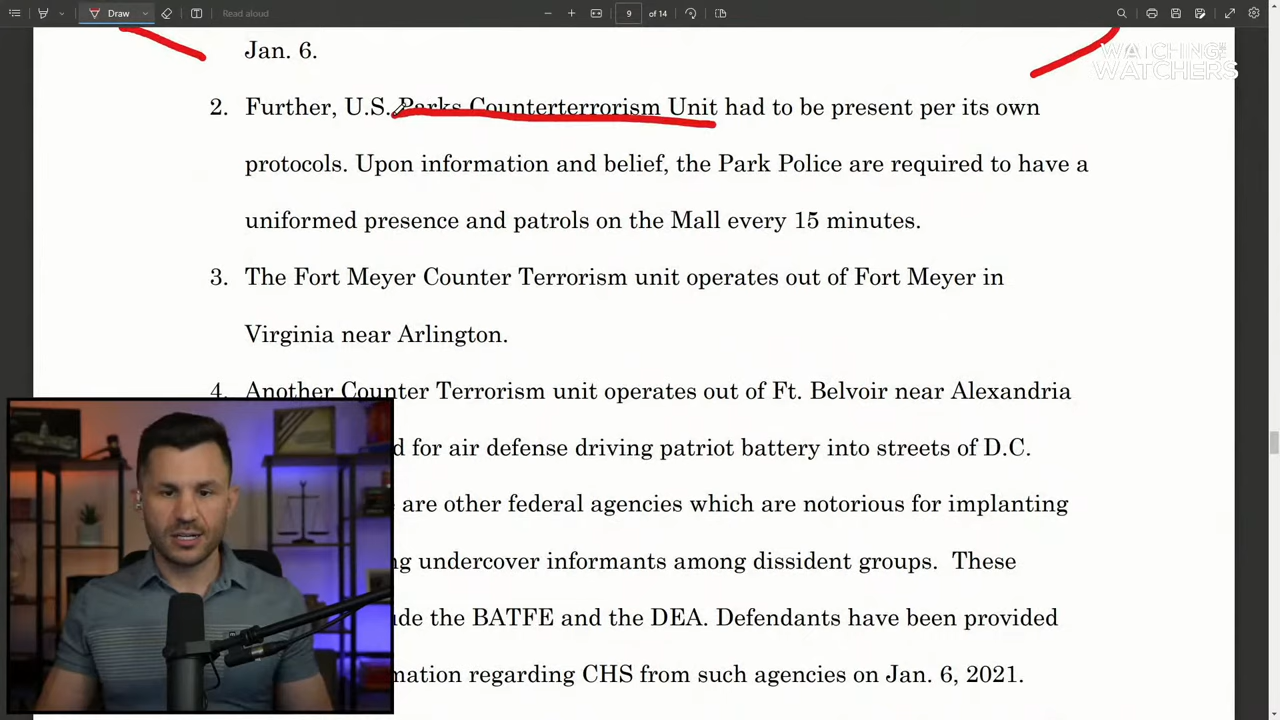 Draw
Read aloud
9 of 14
Jan. 6.
WATCHING THE
WATCHERS
2. Further, U.S. Parks Counterterrorism Unit had to be present per its own
protocols. Upon information and belief, the Park Police are required to have a
uniformed presence and patrols on the Mall every 15 minutes.
3. The Fort Meyer Counter Terrorism unit operates out of Fort Meyer in
Virginia near Arlington.
4. Another Counter Terrorism unit operates out of Ft. Belvoir near Alexandria
d for air defense driving patriot battery into streets of D.C.
are other federal agencies which are notorious for implanting
ng undercover informants among dissident groups. These
de the BATFE and the DEA. Defendants have been provided
mation regarding CHS from such agencies on Jan. 6, 2021.